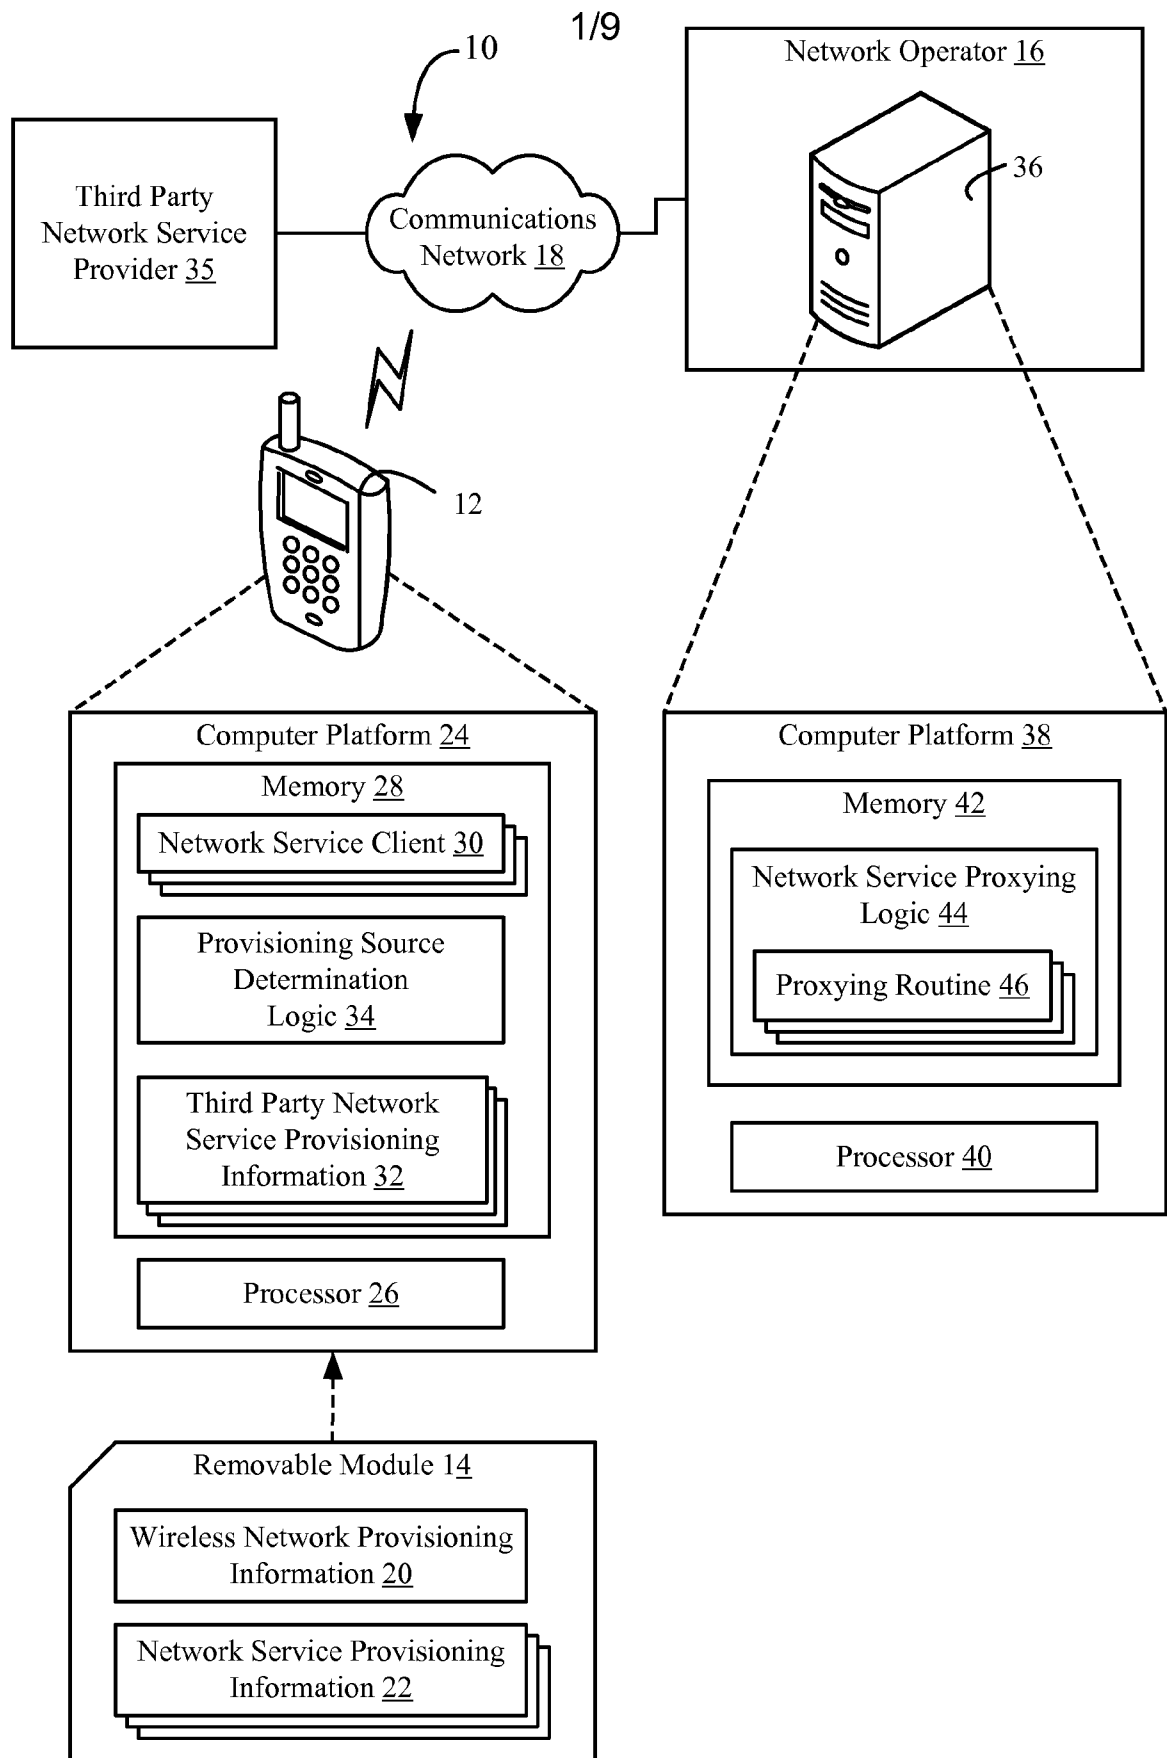 1/9
10
Network Operator 16
36
Third Party
Network Service
Provider 35
Communications
Network 18
12
Computer Platform 24
Memory 28
Network Service Client 30
Provisioning Source
Determination
Logic 34
Third Party Network
Service Provisioning
Information 32
Processor 26
Computer Platform 38
Memory 42
Network Service Proxying
Logic 44
Proxying Routine 46
Processor 40
Removable Module 14
Wireless Network Provisioning
Information 20
Network Service Provisioning
Information 22